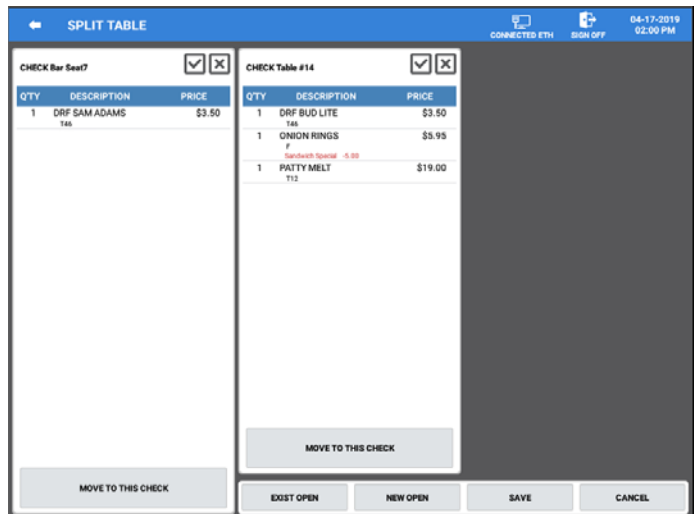 SPLIT TABLE
CONNECTED ETH
SIGN OFF
04-17-2019
02:00 PM
CHECK Bar Seat7
Q'TY DESCRIPTION PRICE
1 DRF SAM ADAMS $3.50
T46
MOVE TO THIS CHECK
CHECK Table #14
Q'TY DESCRIPTION PRICE
1 DRF BUD LITE $3.50
T46
1 ONION RINGS $5.95
F
Sandwich Special -5.00
1 PATTY MELT $19.00
T12
MOVE TO THIS CHECK
EXIST OPEN NEW OPEN SAVE CANCEL